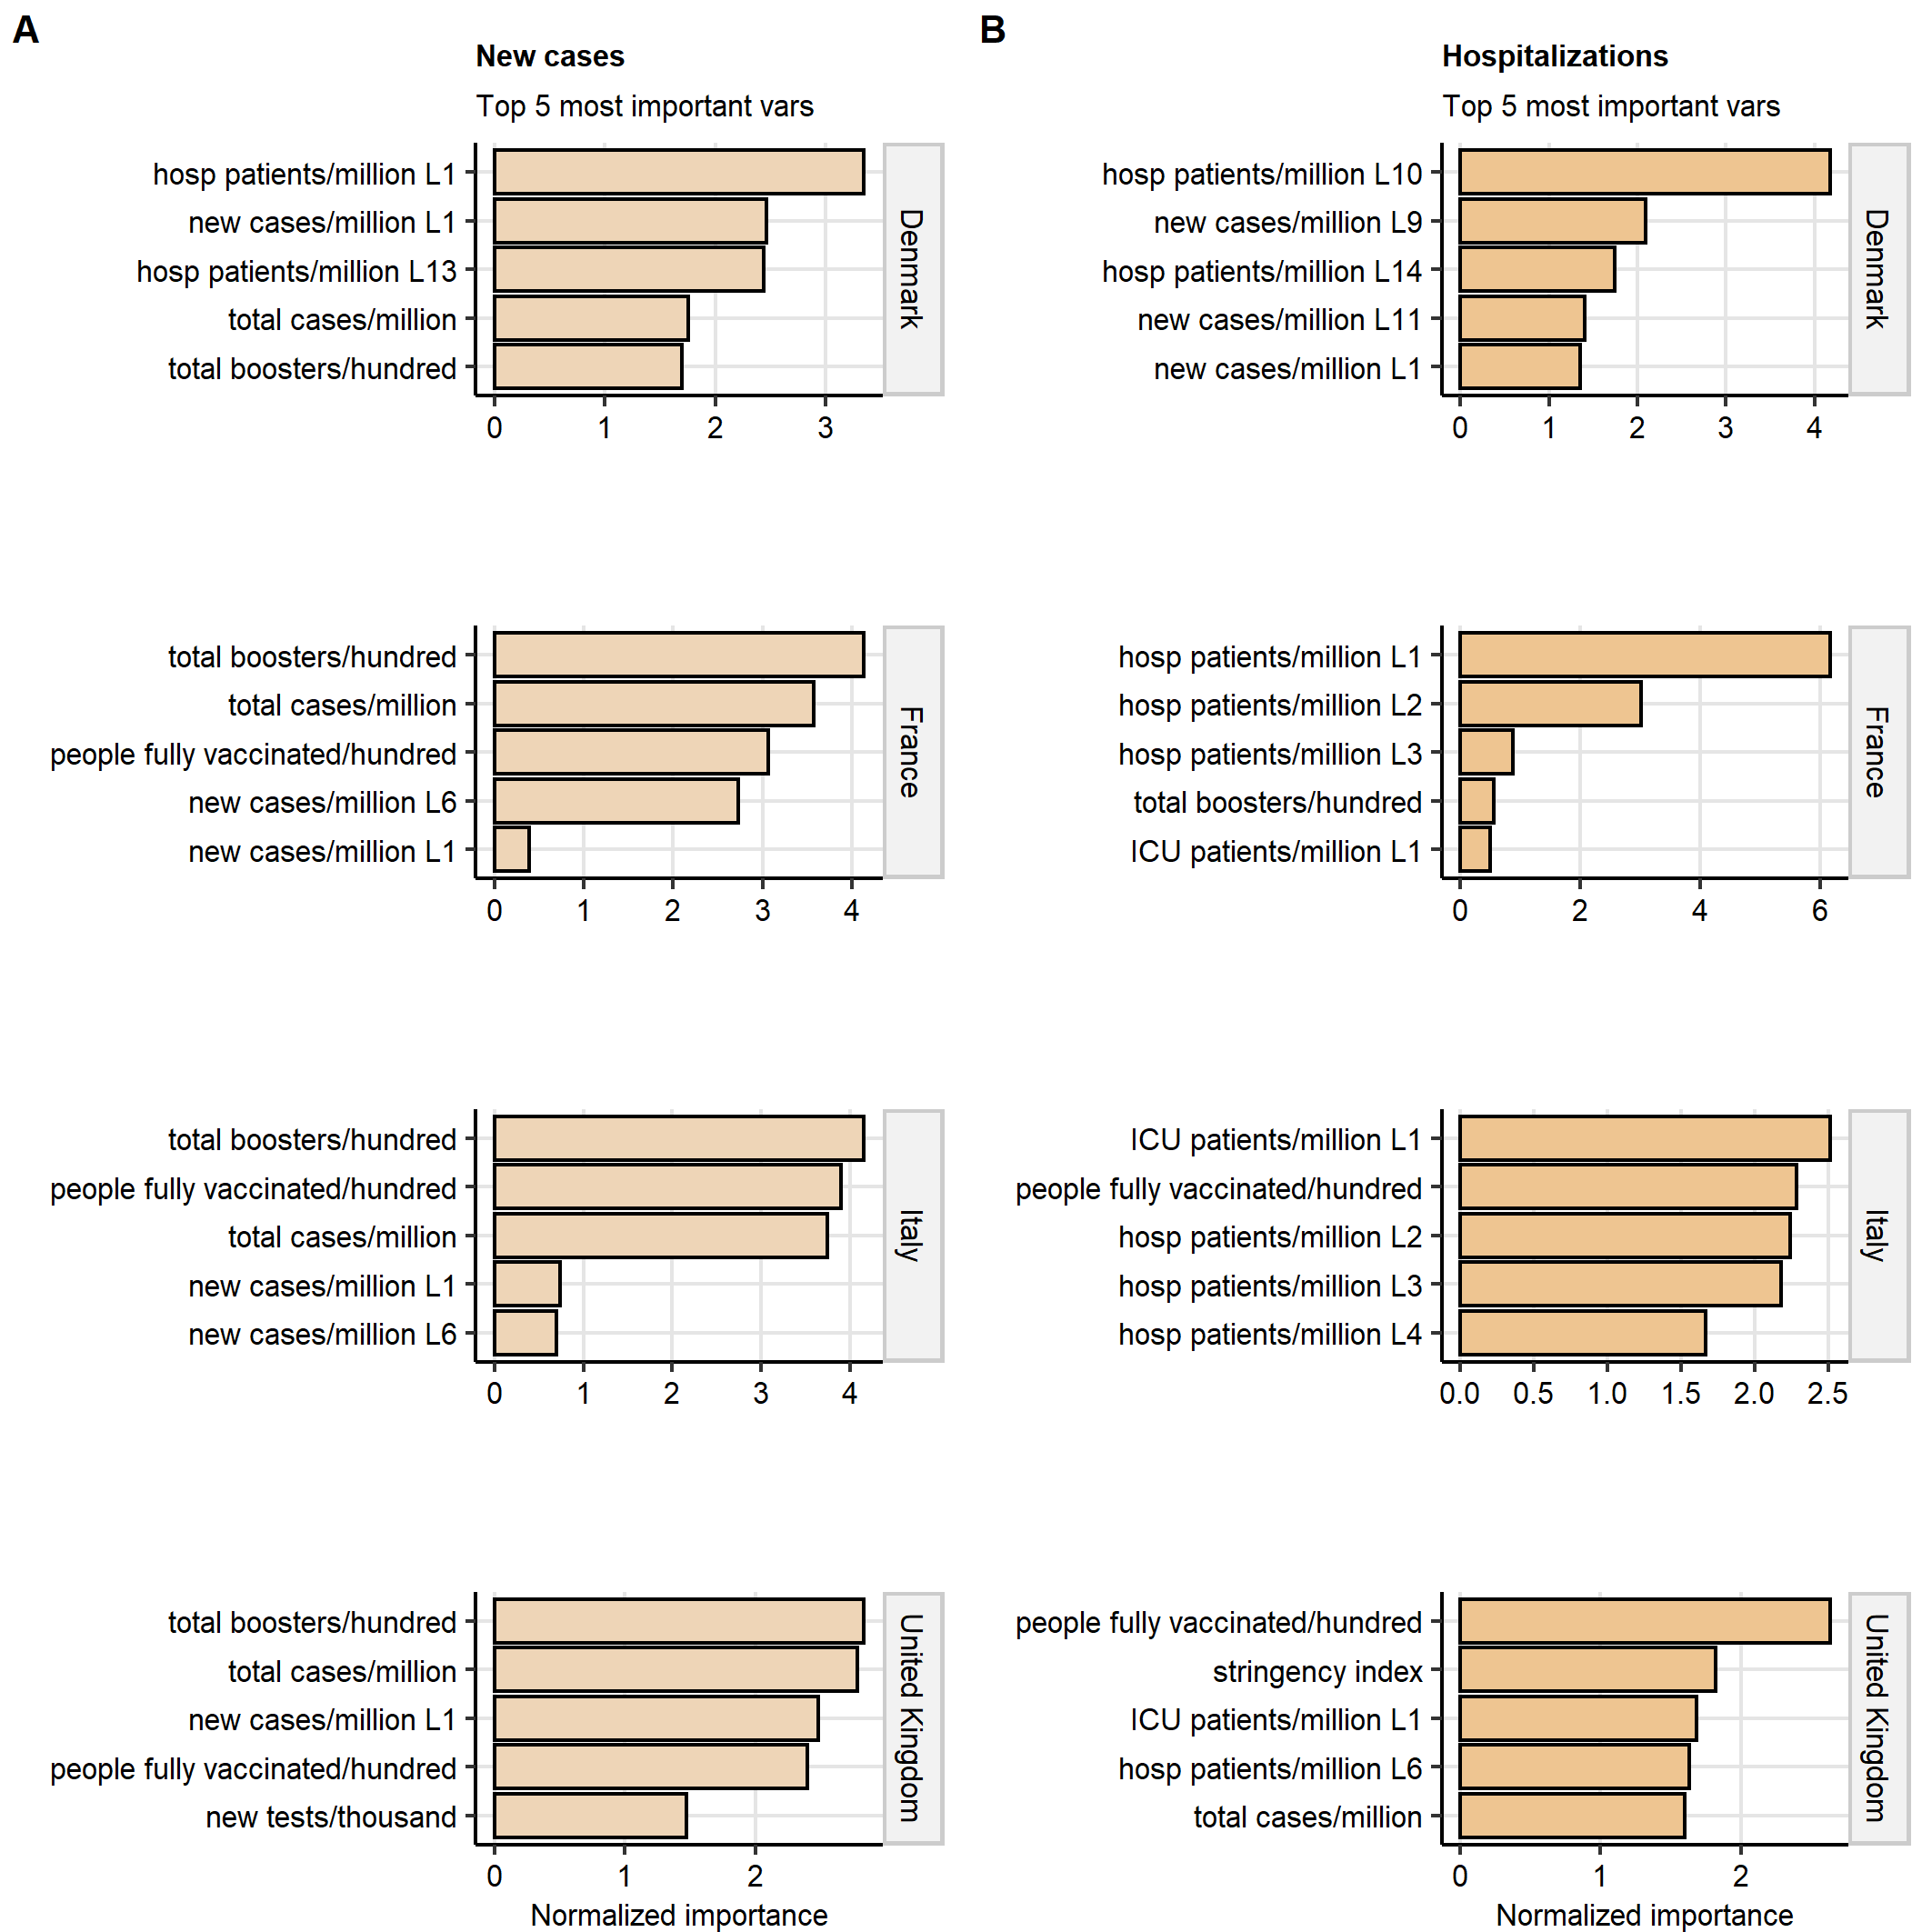 A
New cases
Top 5 most important vars
hosp patients/million L1
new cases/million L1
hosp patients/million L13
total cases/million
total boosters/hundred
Denmark
0 1 2 3
total boosters/hundred
total cases/million
people fully vaccinated/hundred
new cases/million L6
new cases/million L1
France
0 1 2 3 4
total boosters/hundred
people fully vaccinated/hundred
total cases/million
new cases/million L1
new cases/million L6
Italy
0 1 2 3 4
total boosters/hundred
total cases/million
new cases/million L1
people fully vaccinated/hundred
new tests/thousand
United Kingdom
0 1 2
Normalized importance
B
Hospitalizations
Top 5 most important vars
hosp patients/million L10
new cases/million L9
hosp patients/million L14
new cases/million L11
new cases/million L1
Denmark
0 1 2 3 4
hosp patients/million L1
hosp patients/million L2
hosp patients/million L3
total boosters/hundred
ICU patients/million L1
France
0 2 4 6
ICU patients/million L1
people fully vaccinated/hundred
hosp patients/million L2
hosp patients/million L3
hosp patients/million L4
Italy
0.0 0.5 1.0 1.5 2.0 2.5
people fully vaccinated/hundred
stringency index
ICU patients/million L1
hosp patients/million L6
total cases/million
United Kingdom
0 1 2
Normalized importance